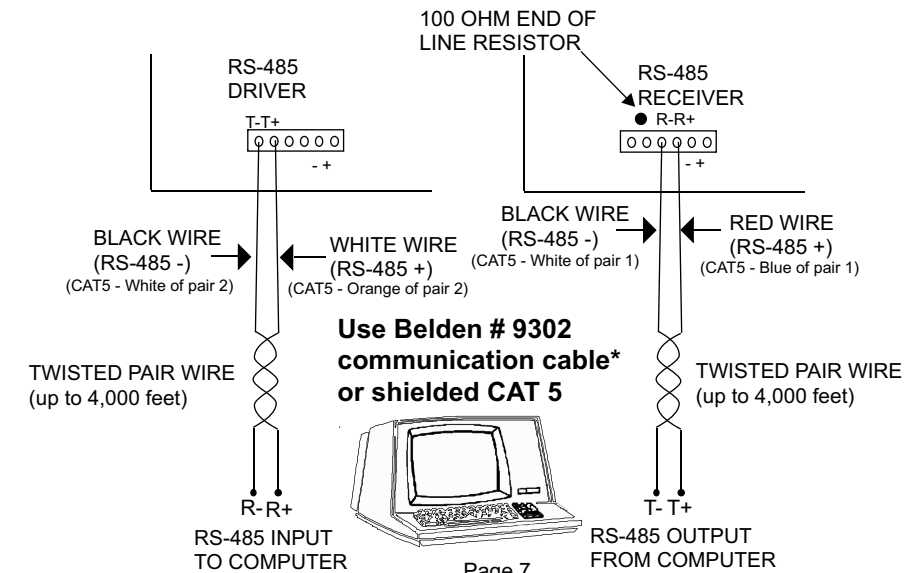 100 OHM END OF
LINE RESISTOR
RS-485
DRIVER
T-T+
- +
RS-485
RECEIVER
R-R+
- +
BLACK WIRE
(RS-485 -)
(CAT5 - White of pair 2)
WHITE WIRE
(RS-485 +)
(CAT5 - Orange of pair 2)
BLACK WIRE
(RS-485 -)
(CAT5 - White of pair 1)
RED WIRE
(RS-485 +)
(CAT5 - Blue of pair 1)
Use Belden # 9302
communication cable*
or shielded CAT 5
TWISTED PAIR WIRE
(up to 4,000 feet)
TWISTED PAIR WIRE
(up to 4,000 feet)
R- R+
RS-485 INPUT
TO COMPUTER
T- T+
RS-485 OUTPUT
FROM COMPUTER
Page 7